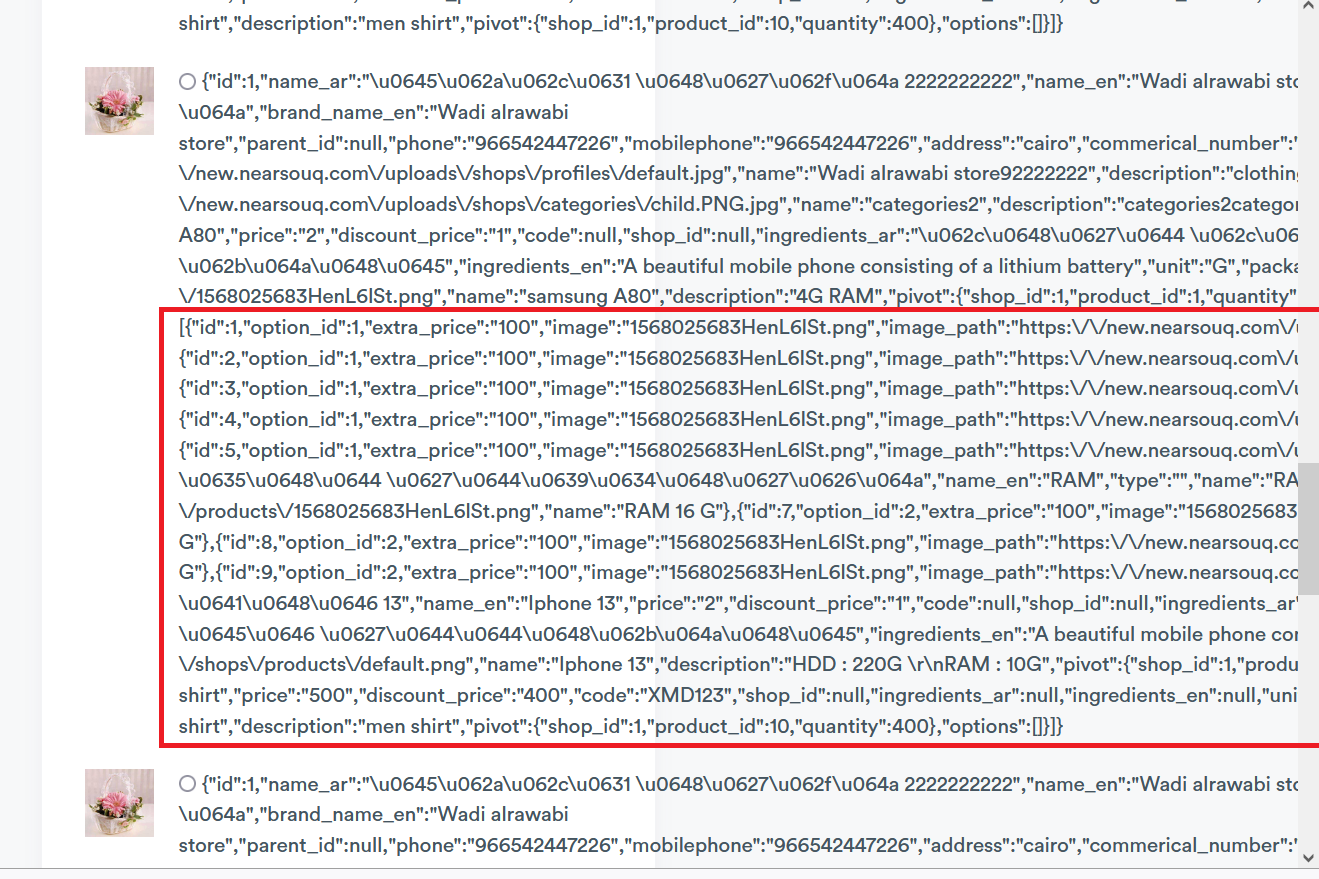 shirt","description":"men shirt","pivot":{"shop_id":1,"product_id":10,"quantity":400},"options":[]}]}
{"id":1,"name_ar":"\u0645\u062a\u062c\u0631 \u0648\u0627\u062f\u064a 2222222222","name_en":"Wadi alrawabi
\u064a","brand_name_en":"Wadi alrawabi
store","parent_id":null,"phone":"966542447226","mobilephone":"966542447226","address":"cairo","commerical_number":"
\/new.nearsouq.com\/uploads\/shops\/profiles\/default.jpg","name":"Wadi alrawabi store92222222","description":"clothing
\/new.nearsouq.com\/uploads\/shops\/categories\/child.PNG.jpg","name":"categories2","description":"categories2categor
A80","price":"2","discount_price":"1","code":null,"shop_id":null,"ingredients_ar":"\u062c\u0648\u0627\u0644 \u062c\u06
\u062b\u064a\u0648\u0645","ingredients_en":"A beautiful mobile phone consisting of a lithium battery","unit":"G","packa
\/1568025683HenL6lSt.png","name":"samsung A80","description":"4G RAM","pivot":{"shop_id":1,"product_id":1,"quantity"
[{"id":1,"option_id":1,"extra_price":"100","image":"1568025683HenL6lSt.png","image_path":"https:\/\/new.nearsouq.com\/u
{"id":2,"option_id":1,"extra_price":"100","image":"1568025683HenL6lSt.png","image_path":"https:\/\/new.nearsouq.com\/u
{"id":3,"option_id":1,"extra_price":"100","image":"1568025683HenL6lSt.png","image_path":"https:\/\/new.nearsouq.com\/u
{"id":4,"option_id":1,"extra_price":"100","image":"1568025683HenL6lSt.png","image_path":"https:\/\/new.nearsouq.com\/u
{"id":5,"option_id":1,"extra_price":"100","image":"1568025683HenL6lSt.png","image_path":"https:\/\/new.nearsouq.com\/u
\u0635\u0648\u0644 \u0627\u0644\u0639\u0634\u0648\u0627\u0626\u064a","name_en":"RAM","type":"","name":"RA
\/products\/1568025683HenL6lSt.png","name":"RAM 16 G"},{"id":7,"option_id":2,"extra_price":"100","image":"1568025683
G"},{"id":8,"option_id":2,"extra_price":"100","image":"1568025683HenL6lSt.png","image_path":"https:\/\/new.nearsouq.co
G"},{"id":9,"option_id":2,"extra_price":"100","image":"1568025683HenL6lSt.png","image_path":"https:\/\/new.nearsouq.co
\u0641\u0648\u0646 13","name_en":"Iphone 13","price":"2","discount_price":"1","code":null,"shop_id":null,"ingredients_ar"
\u0645\u0646 \u0627\u0644\u0644\u0648\u062b\u064a\u0648\u0645","ingredients_en":"A beautiful mobile phone con
\/shops\/products\/default.png","name":"Iphone 13","description":"HDD : 220G \r\nRAM : 10G","pivot":{"shop_id":1,"produ
shirt","price":"500","discount_price":"400","code":"XMD123","shop_id":null,"ingredients_ar":null,"ingredients_en":null,"uni
shirt","description":"men shirt","pivot":{"shop_id":1,"product_id":10,"quantity":400},"options":[]}]}
{"id":1,"name_ar":"\u0645\u062a\u062c\u0631 \u0648\u0627\u062f\u064a 2222222222","name_en":"Wadi alrawabi
\u064a","brand_name_en":"Wadi alrawabi
store","parent_id":null,"phone":"966542447226","mobilephone":"966542447226","address":"cairo","commerical_number":"